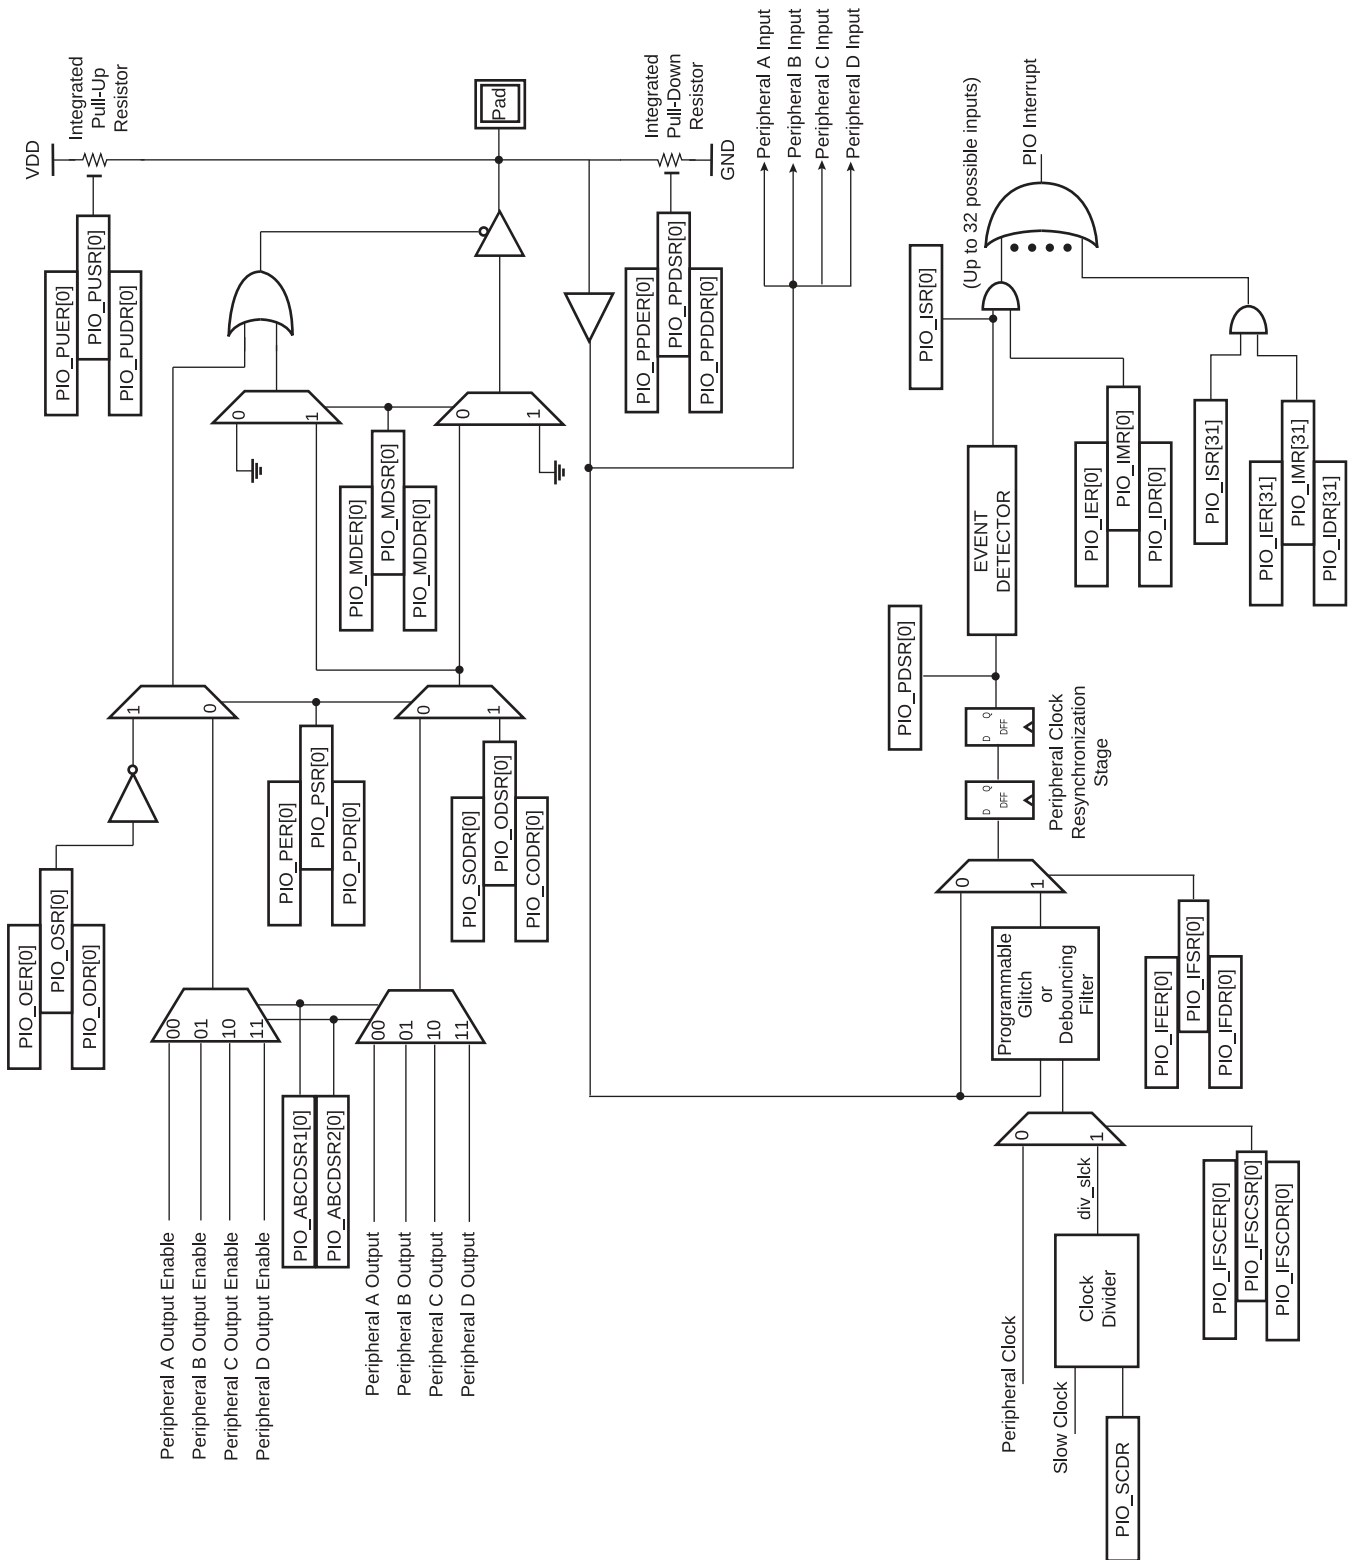 VDD
Integrated
Pull-Up
Resistor
PIO_PUER[0]
PIO_PUSR[0]
PIO_PUDR[0]
Pad
Integrated
Pull-Down
Resistor
GND
PIO_PPDER[0]
PIO_PPDSR[0]
PIO_PPDDR[0]
Peripheral A Input
Peripheral B Input
Peripheral C Input
Peripheral D Input
(Up to 32 possible inputs)
PIO Interrupt
PIO_ISR[0]
0
1
0
1
PIO_MDER[0]
PIO_MDSR[0]
PIO_MDDR[0]
EVENT
DETECTOR
PIO_IER[0]
PIO_IMR[0]
PIO_IDR[0]
PIO_ISR[31]
PIO_IER[31]
PIO_IMR[31]
PIO_IDR[31]
1
0
0
1
PIO_PER[0]
PIO_PSR[0]
PIO_PDR[0]
PIO_SODR[0]
PIO_ODSR[0]
PIO_CODR[0]
PIO_PDSR[0]
D
Q
DFF
D
Q
DFF
Peripheral Clock
Resynchronization
Stage
PIO_OER[0]
PIO_OSR[0]
PIO_ODR[0]
0
1
Programmable
Glitch
or
Debouncing
Filter
PIO_IFER[0]
PIO_IFSR[0]
PIO_IFDR[0]
00
01
10
11
00
01
10
11
PIO_ABCDSR1[0]
PIO_ABCDSR2[0]
0
1
div_slck
Clock
Divider
PIO_IFSCER[0]
PIO_IFSCSR[0]
PIO_IFSCDR[0]
Peripheral A Output Enable
Peripheral B Output Enable
Peripheral C Output Enable
Peripheral D Output Enable
Peripheral A Output
Peripheral B Output
Peripheral C Output
Peripheral D Output
Peripheral Clock
Slow Clock
PIO_SCDR